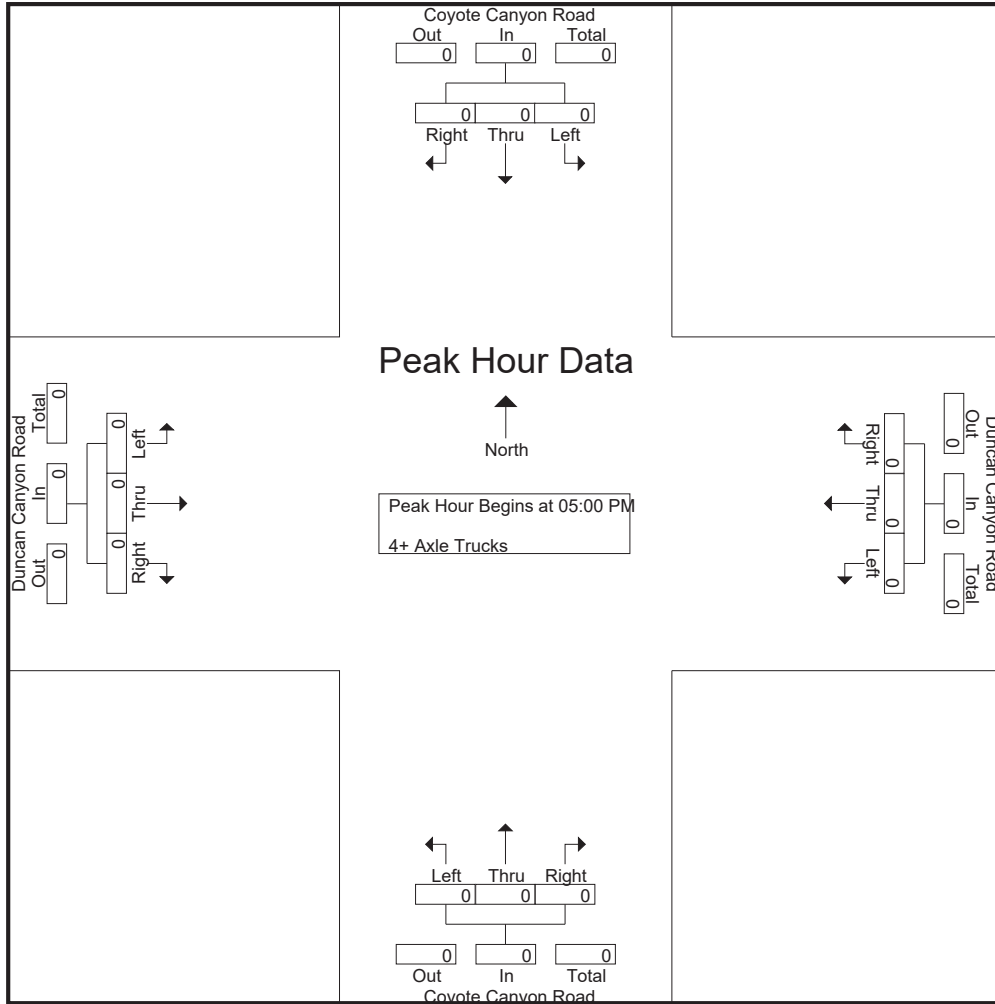 Coyote Canyon Road
Out In Total
0 0 0
0 0 0
Right Thru Left
Peak Hour Data
North
Peak Hour Begins at 05:00 PM
4+ Axle Trucks
Duncan Canyon Road
Out In Total
0 0 0
0 0 0
Right Thru Left
Duncan Canyon Road
Out In Total
0 0 0
0 0 0
Right Thru Left
Left Thru Right
0 0 0
0 0 0
Out In Total
Coyote Canyon Road